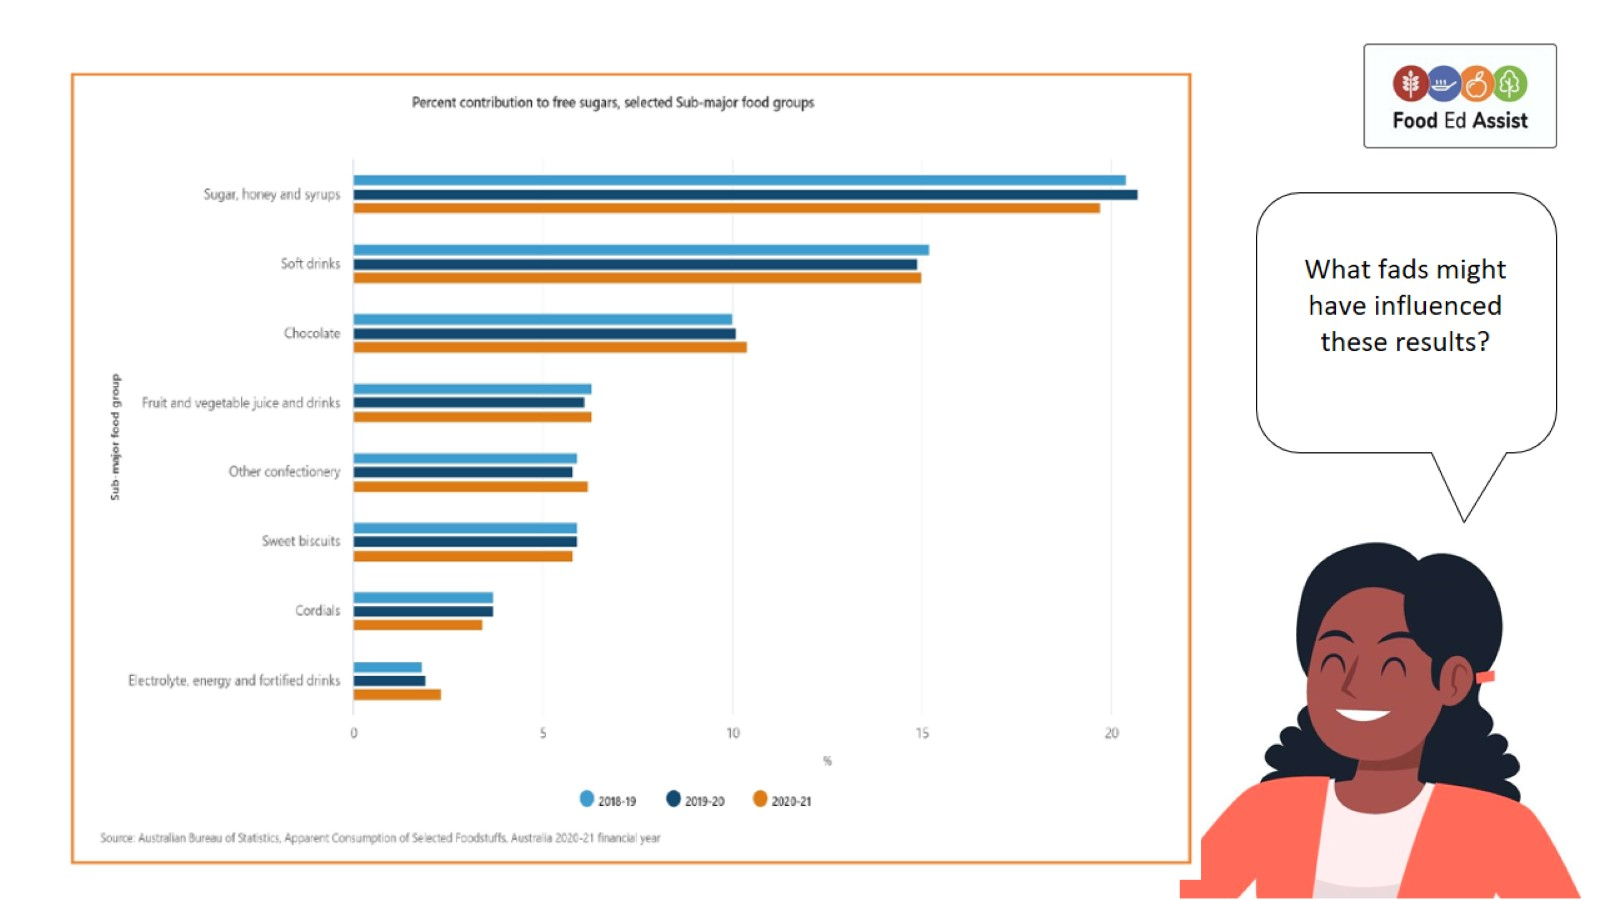 Percent contribution to free sugars, selected Sub-major food groups
Sub-major food group
Sugar, honey and syrups
Soft drinks
Chocolate
Fruit and vegetable juice and drinks
Other confectionery
Sweet biscuits
Cordials
Electrolyte, energy and fortified drinks
0 5 10 15 20
%
2018-19 2019-20 2020-21
Source: Australian Bureau of Statistics, Apparent Consumption of Selected Foodstuffs, Australia 2020-21 financial year
Food Ed Assist
What fads might
have influenced
these results?